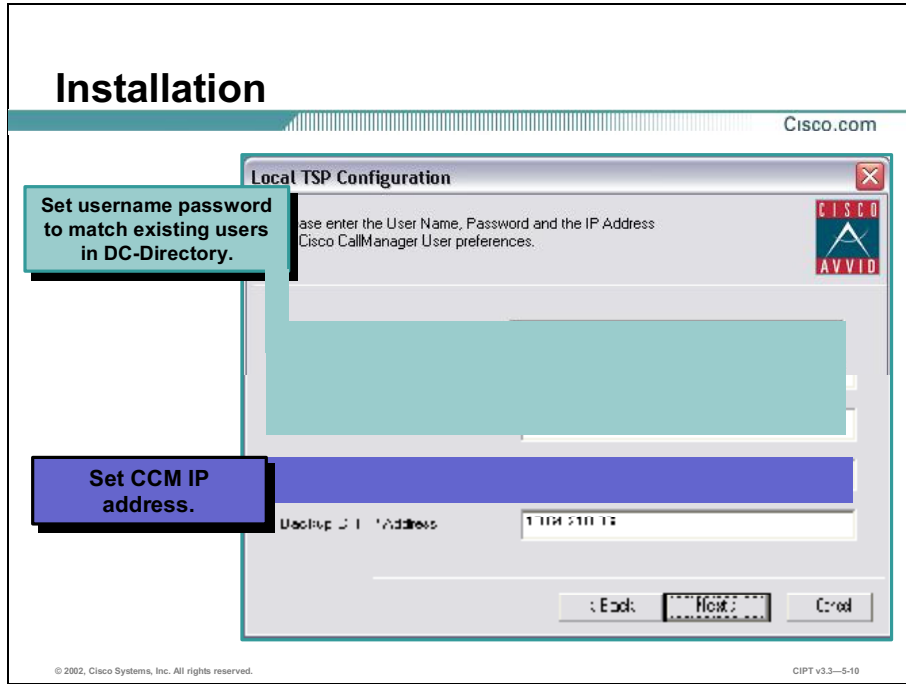 Installation
Cisco.com
Local TSP Configuration
Set username password
to match existing users
in DC-Directory.
ase enter the User Name, Password and the IP Address
Cisco CallManager User preferences.
CISCO
AVVID
Set CCM IP
address.
Address
© 2002, Cisco Systems, Inc. All rights reserved.
CIPT v3.3—5-10